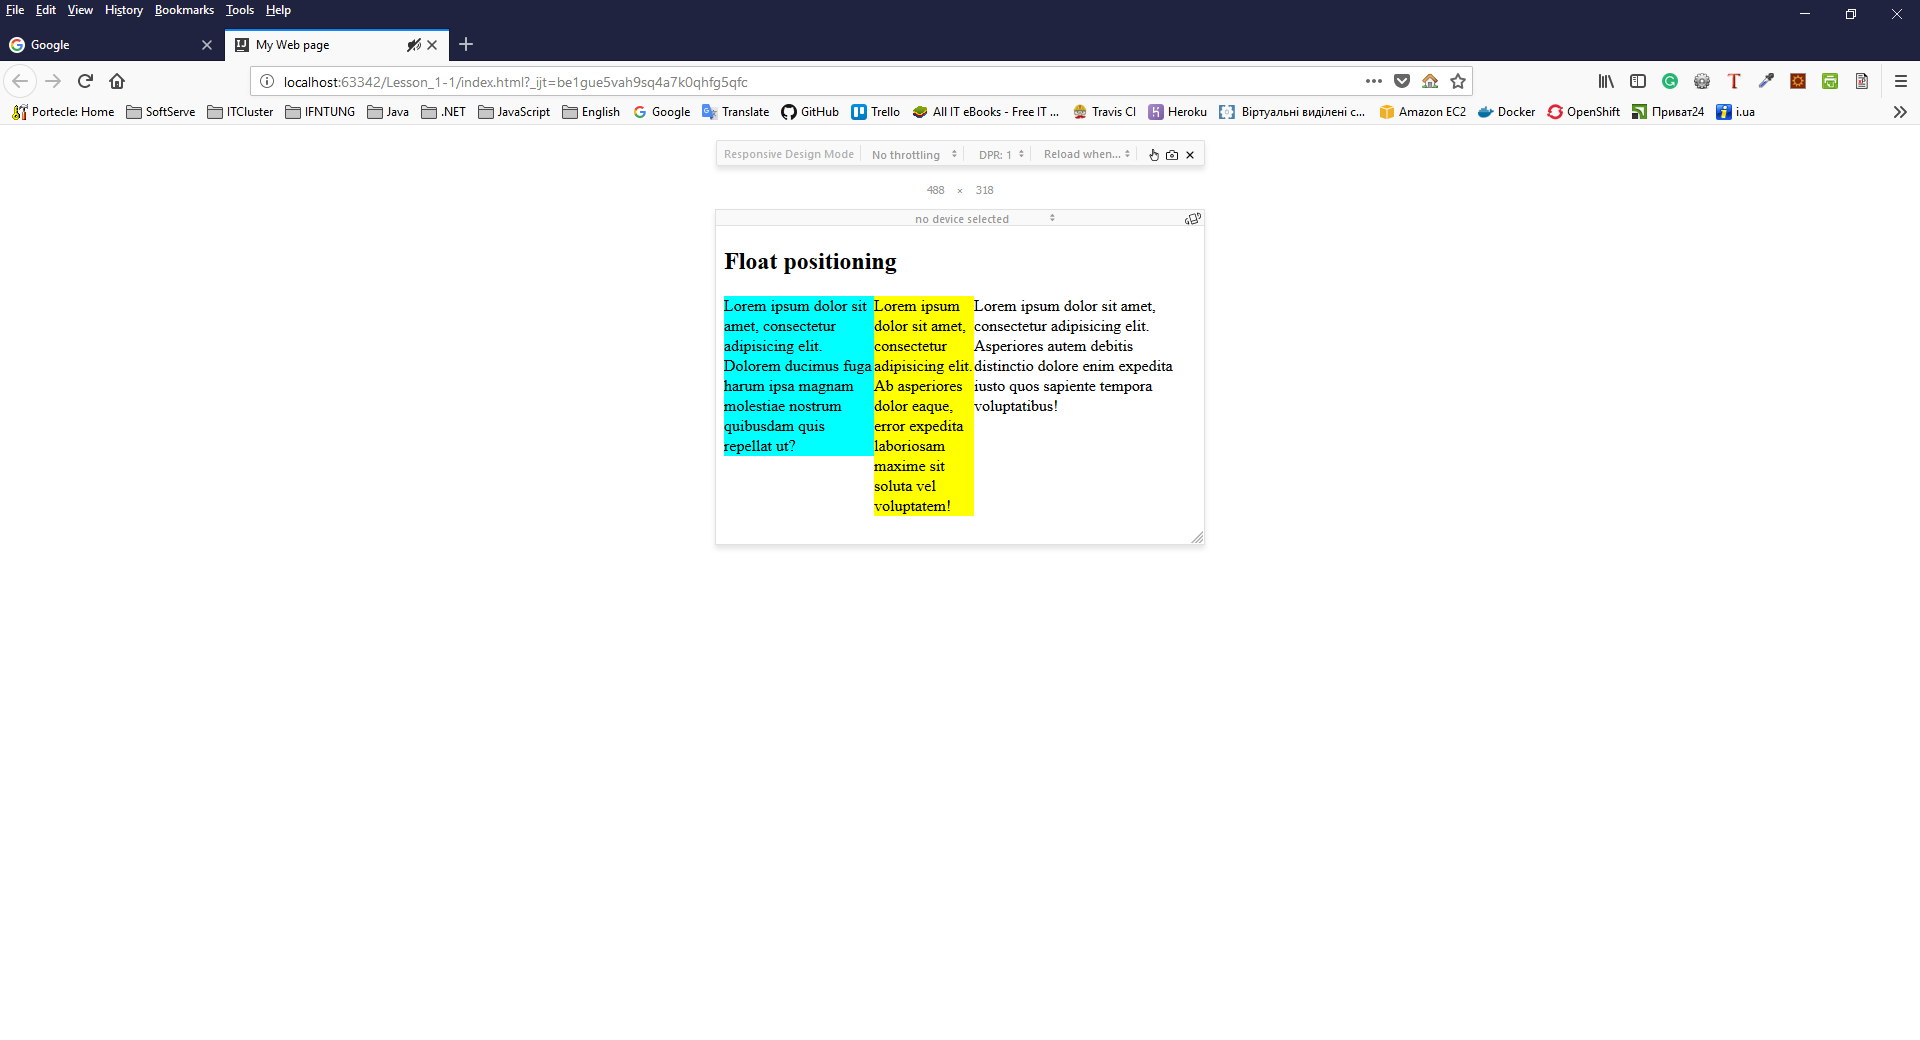 File Edit View History Bookmarks Tools Help
Google My Web page
localhost:63342/Lesson_1-1/index.html?_ijt=be1gue5vah9sq4a7k0qhfg5qfc
Portecle: Home SoftServe ITCluster IFNTUNG Java .NET JavaScript English Google Translate GitHub Trello All IT eBooks - Free IT ... Travis CI Heroku Віртуальні виділені с... Amazon EC2 Docker OpenShift Приват24 i.ua
Responsive Design Mode No throttling DPR: 1 Reload when...
488 × 318
no device selected
Float positioning
Lorem ipsum dolor sit
amet, consectetur
adipisicing elit.
Dolorem ducimus fuga
harum ipsa magnam
molestiae nostrum
quibusdam quis
repellat ut?
Lorem ipsum
dolor sit amet,
consectetur
adipisicing elit.
Ab asperiores
dolor eaque,
error expedita
laboriosam
maxime sit
soluta vel
voluptatem!
Lorem ipsum dolor sit amet,
consectetur adipisicing elit.
Asperiores autem debitis
distinctio dolore enim expedita
iusto quos sapiente tempora
voluptatibus!